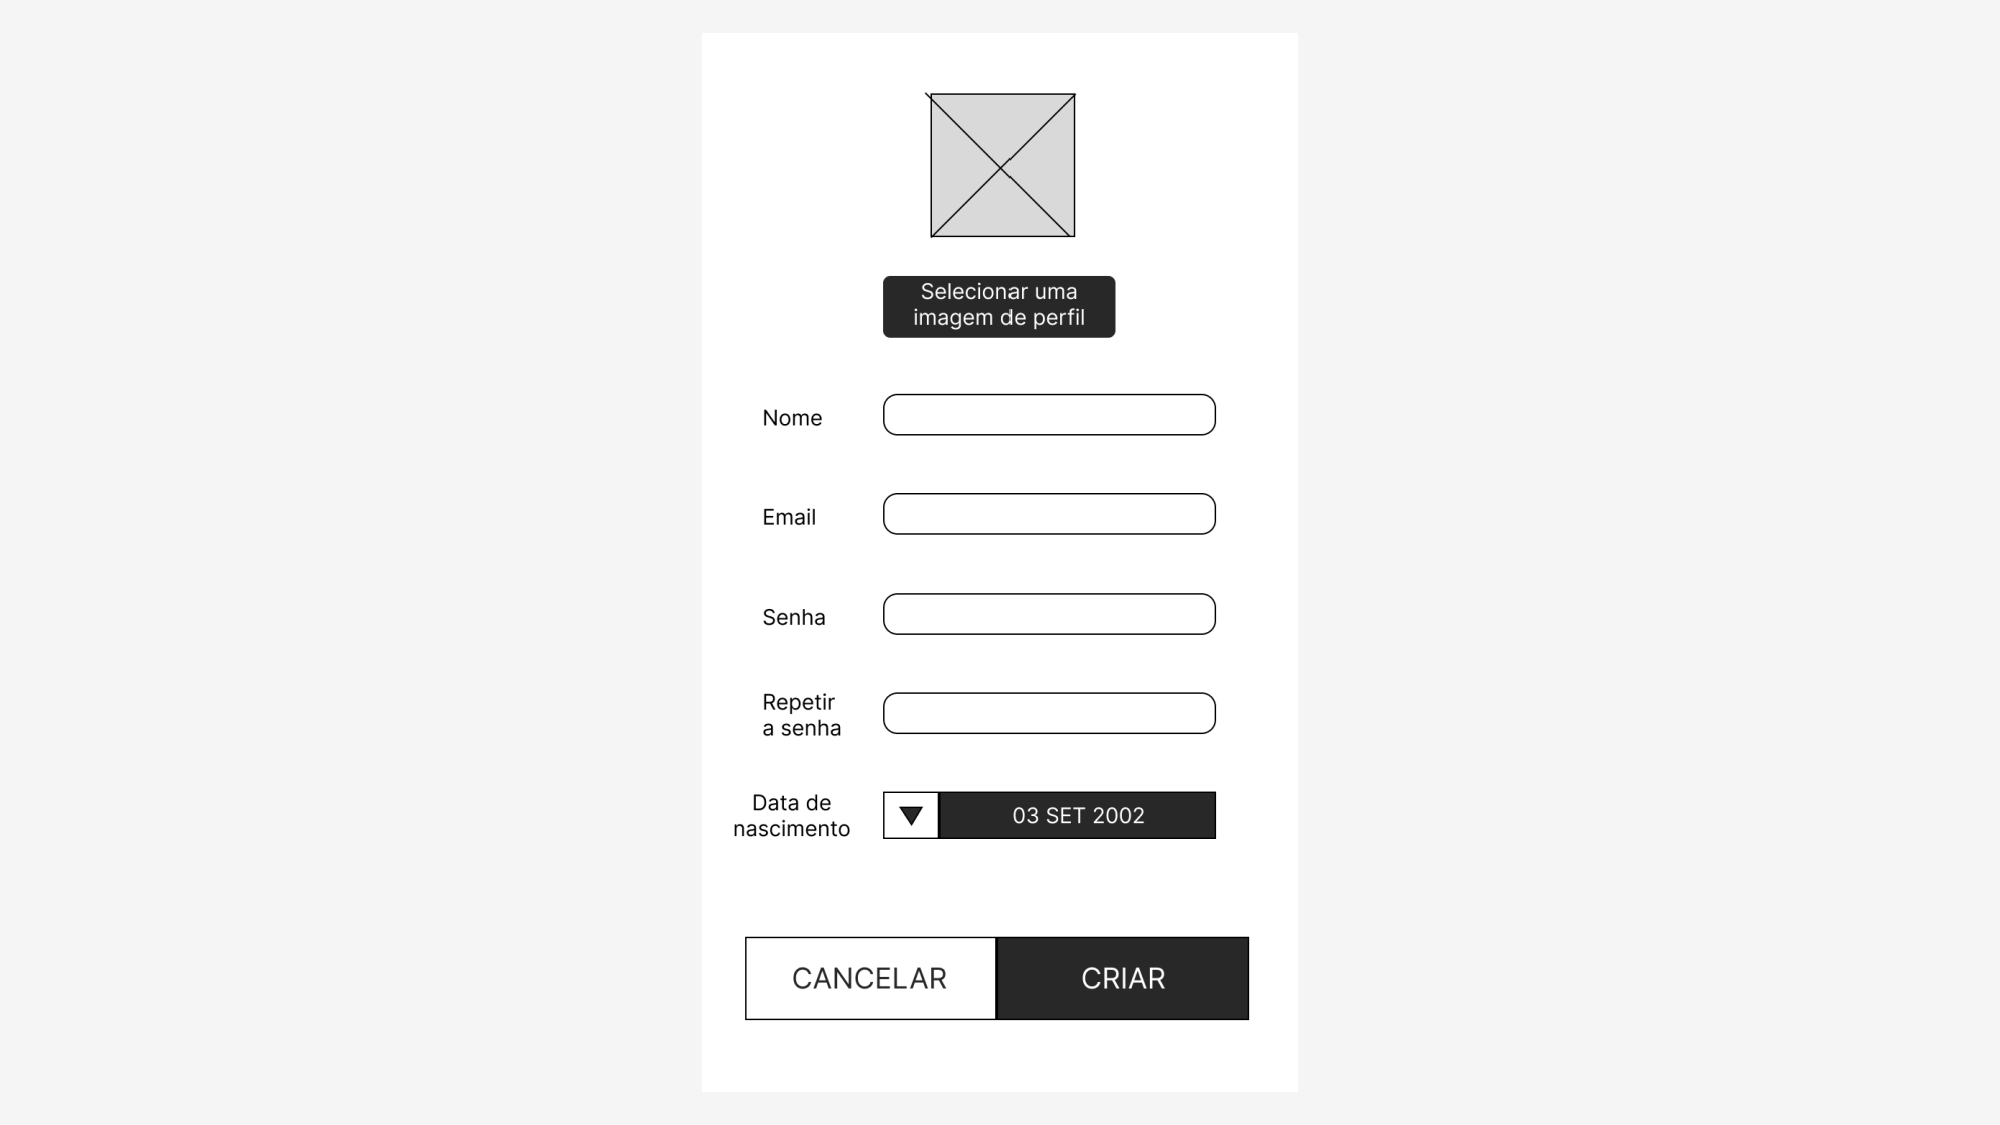 Selecionar uma
imagem de perfil
Nome
Email
Senha
Repetir
a senha
Data de
nascimento
03 SET 2002
CANCELAR
CRIAR